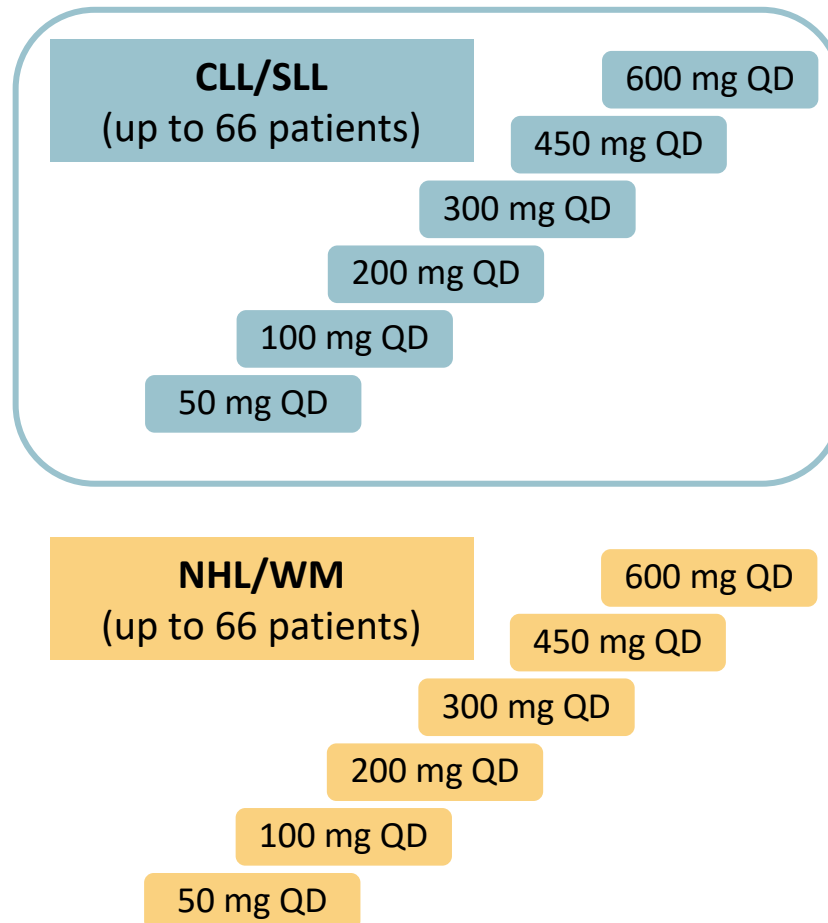 CLL/SLL
(up to 66 patients)
600 mg QD
450 mg QD
300 mg QD
200 mg QD
100 mg QD
50 mg QD
NHL/WM
(up to 66 patients)
600 mg QD
450 mg QD
300 mg QD
200 mg QD
100 mg QD
50 mg QD